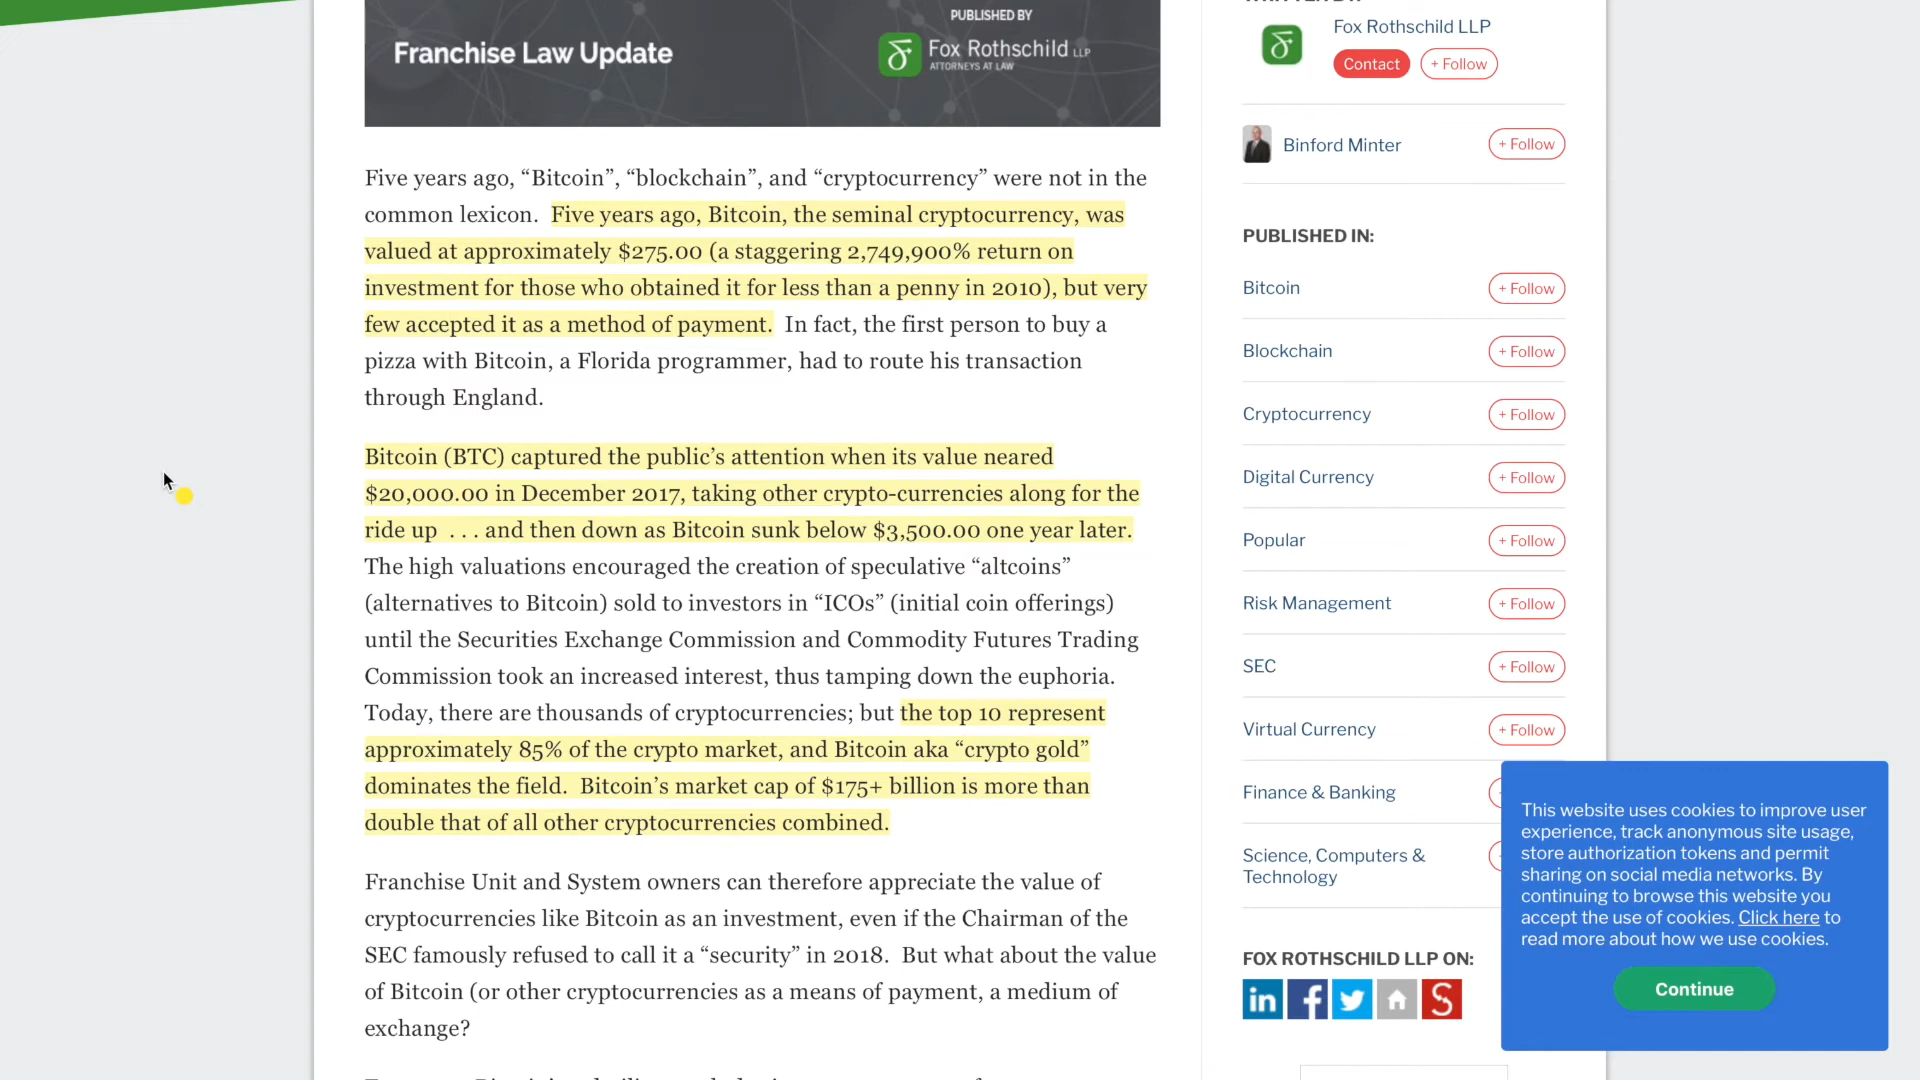 PUBLISHED BY
Franchise Law Update
Fox Rothschild LLP
ATTORNEYS AT LAW
Five years ago, “Bitcoin”, “blockchain”, and “cryptocurrency” were not in the
common lexicon.  Five years ago, Bitcoin, the seminal cryptocurrency, was
valued at approximately $275.00 (a staggering 2,749,900% return on
investment for those who obtained it for less than a penny in 2010), but very
few accepted it as a method of payment.  In fact, the first person to buy a
pizza with Bitcoin, a Florida programmer, had to route his transaction
through England.
Bitcoin (BTC) captured the public’s attention when its value neared
$20,000.00 in December 2017, taking other crypto-currencies along for the
ride up  . . . and then down as Bitcoin sunk below $3,500.00 one year later.
The high valuations encouraged the creation of speculative “altcoins”
(alternatives to Bitcoin) sold to investors in “ICOs” (initial coin offerings)
until the Securities Exchange Commission and Commodity Futures Trading
Commission took an increased interest, thus tamping down the euphoria.
Today, there are thousands of cryptocurrencies; but the top 10 represent
approximately 85% of the crypto market, and Bitcoin aka “crypto gold”
dominates the field.  Bitcoin’s market cap of $175+ billion is more than
double that of all other cryptocurrencies combined.
Franchise Unit and System owners can therefore appreciate the value of
cryptocurrencies like Bitcoin as an investment, even if the Chairman of the
SEC famously refused to call it a “security” in 2018.  But what about the value
of Bitcoin (or other cryptocurrencies as a means of payment, a medium of
exchange?
Fox Rothschild LLP
Contact
+ Follow
Binford Minter
+ Follow
PUBLISHED IN:
Bitcoin
+ Follow
Blockchain
+ Follow
Cryptocurrency
+ Follow
Digital Currency
+ Follow
Popular
+ Follow
Risk Management
+ Follow
SEC
+ Follow
Virtual Currency
+ Follow
Finance & Banking
Science, Computers &
Technology
FOX ROTHSCHILD LLP ON:
This website uses cookies to improve user
experience, track anonymous site usage,
store authorization tokens and permit
sharing on social media networks. By
continuing to browse this website you
accept the use of cookies. Click here to
read more about how we use cookies.
Continue